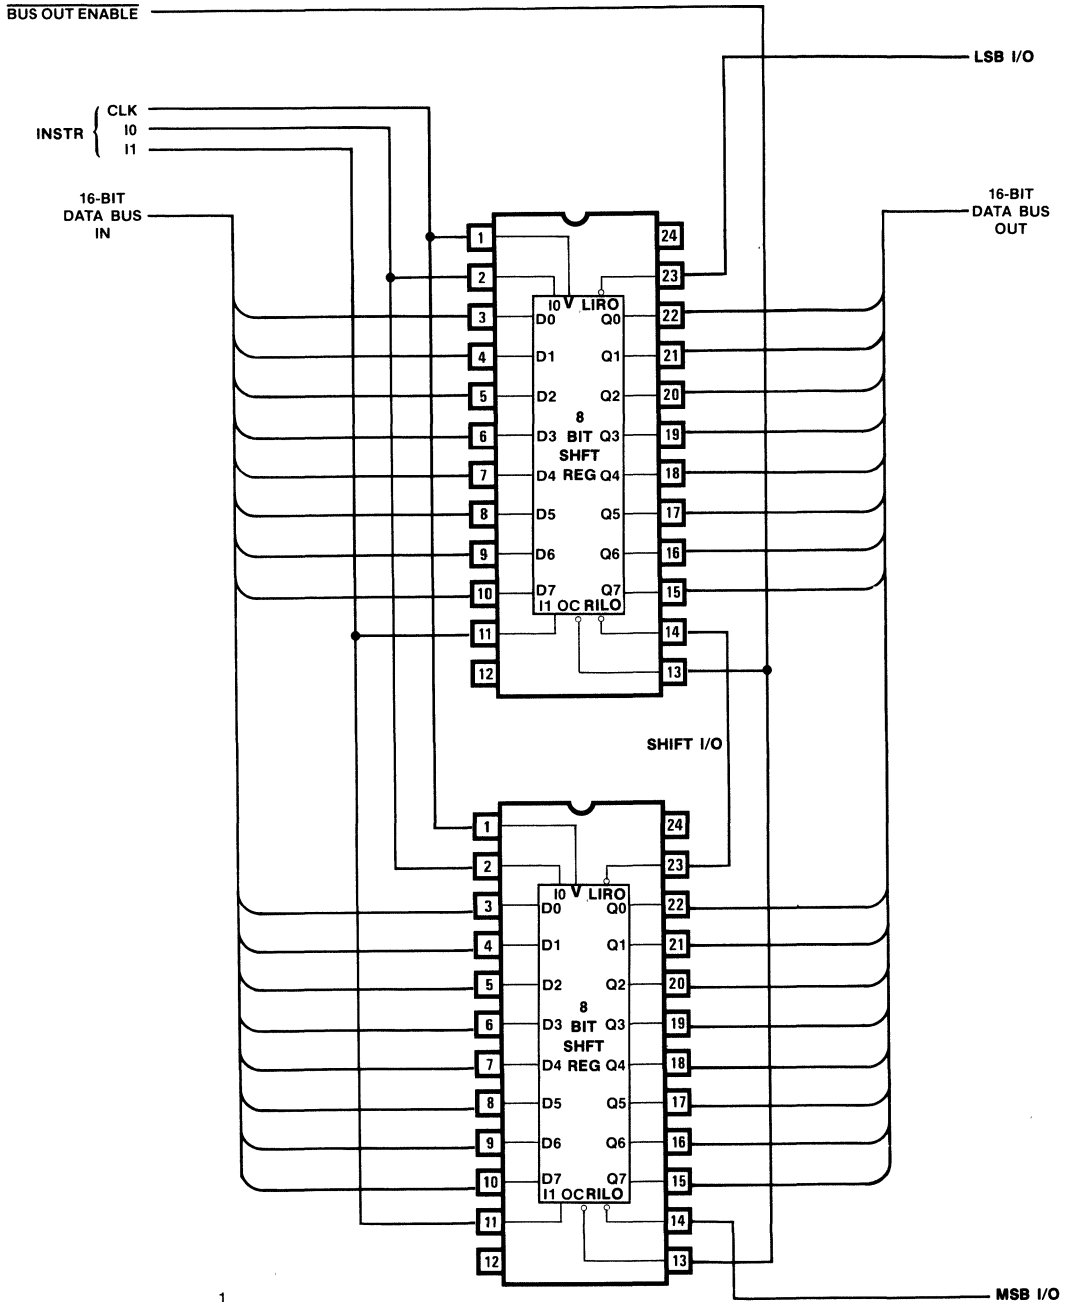 BUS OUT ENABLE
LSB I/O
CLK
INSTR { I0
I1
16-BIT
DATA BUS
IN
16-BIT
DATA BUS
OUT
1 24
2 23
I0 LIRO
3 D0 Q0 22
4 D1 Q1 21
5 D2 Q2 20
8
6 D3 BIT Q3 19
SHFT
7 D4 REG Q4 18
8 D5 Q5 17
9 D6 Q6 16
10 D7 Q7 15
I1 OC RILO
11 14
12 13
SHIFT I/O
1 24
2 23
I0 LIRO
3 D0 Q0 22
4 D1 Q1 21
5 D2 Q2 20
8
6 D3 BIT Q3 19
SHFT
7 D4 REG Q4 18
8 D5 Q5 17
9 D6 Q6 16
10 D7 Q7 15
I1 OC RILO
11 14
12 13
MSB I/O
1